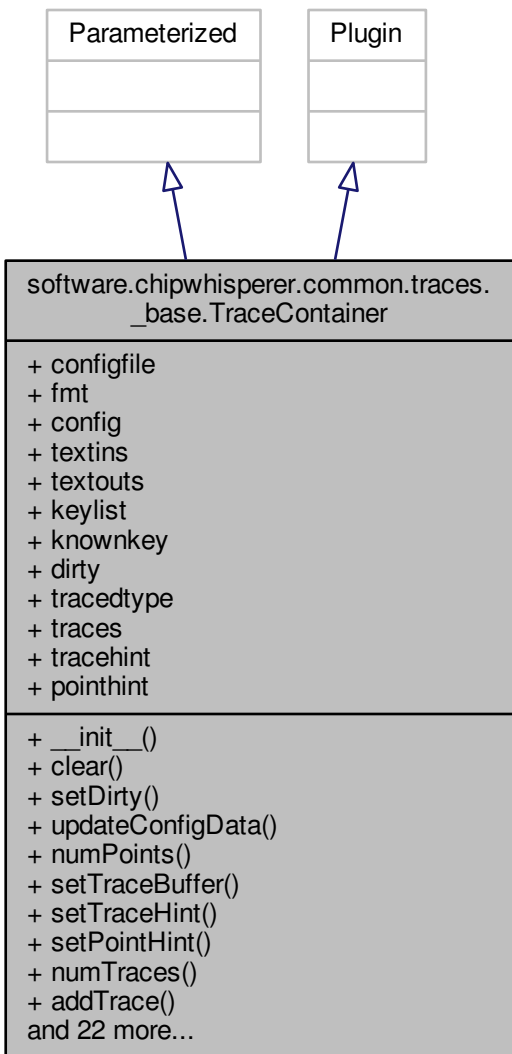 Parameterized
Plugin
software.chipwhisperer.common.traces.
_base.TraceContainer
+ configfile
+ fmt
+ config
+ textins
+ textouts
+ keylist
+ knownkey
+ dirty
+ tracedtype
+ traces
+ tracehint
+ pointhint
+ __init__()
+ clear()
+ setDirty()
+ updateConfigData()
+ numPoints()
+ setTraceBuffer()
+ setTraceHint()
+ setPointHint()
+ numTraces()
+ addTrace()
and 22 more...